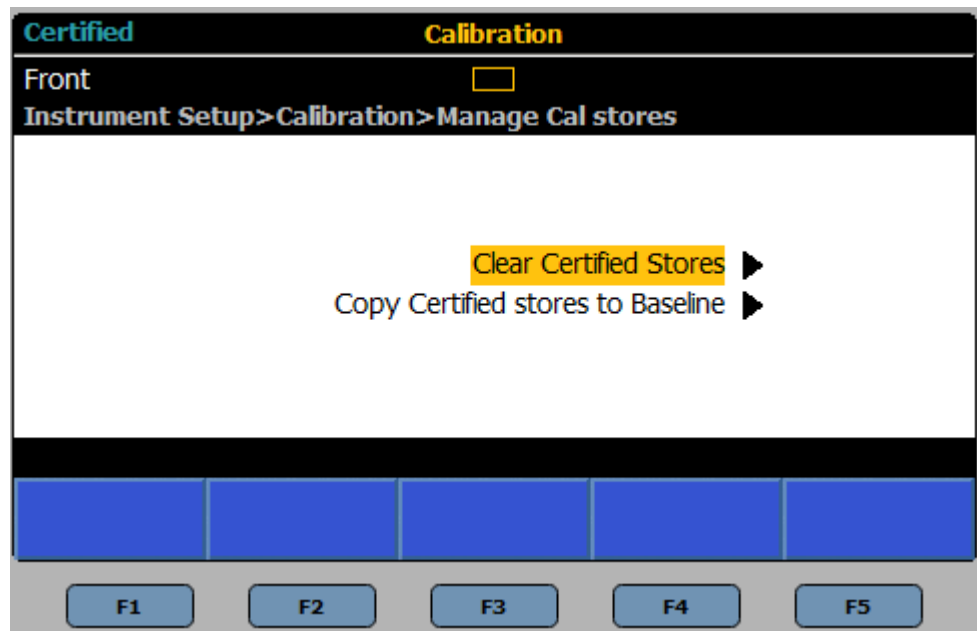 Certified Calibration
Front
Instrument Setup>Calibration>Manage Cal stores
Clear Certified Stores
Copy Certified stores to Baseline
F1 F2 F3 F4 F5